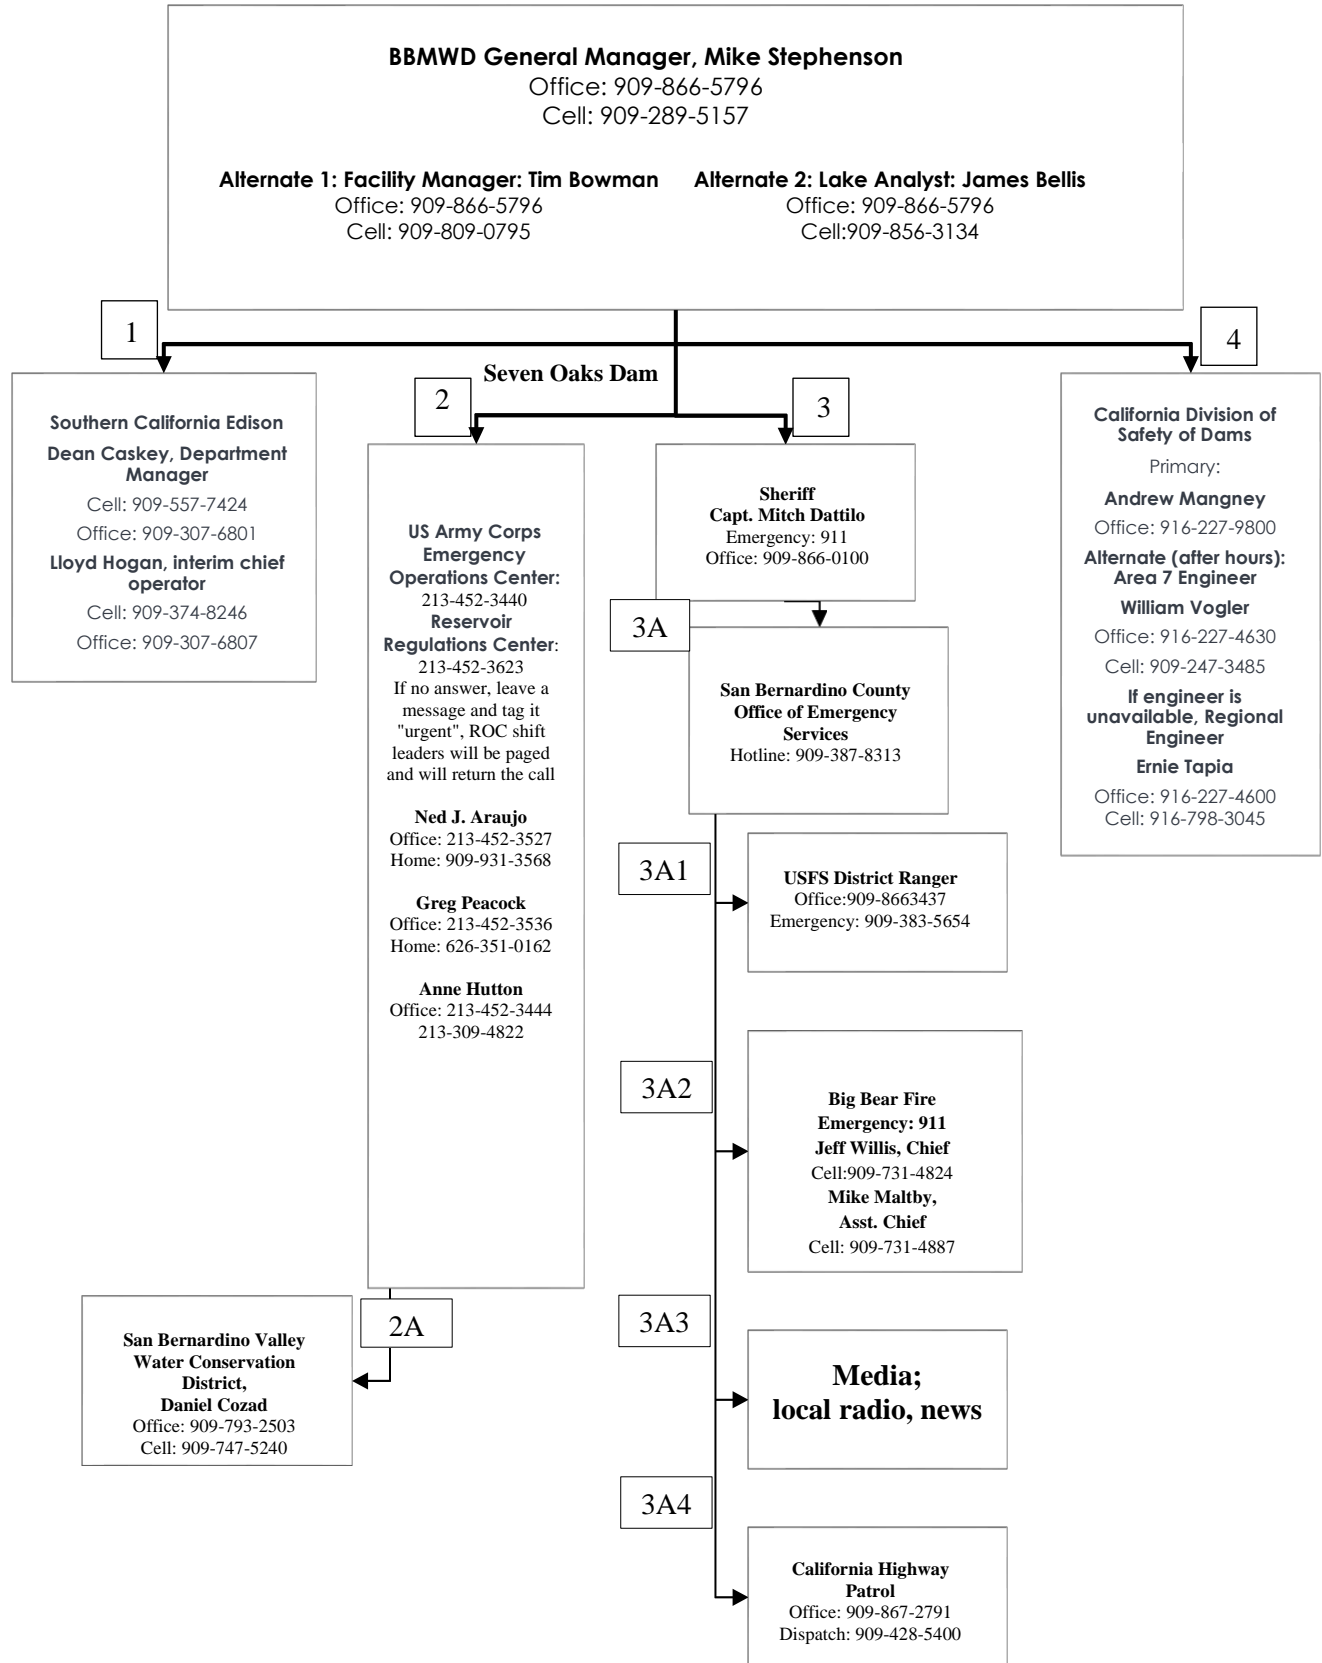 BBMWD General Manager, Mike Stephenson
Office: 909-866-5796
Cell: 909-289-5157
Alternate 1: Facility Manager: Tim Bowman
Office: 909-866-5796
Cell: 909-809-0795
Alternate 2: Lake Analyst: James Bellis
Office: 909-866-5796
Cell:909-856-3134
1
Southern California Edison
Dean Caskey, Department
Manager
Cell: 909-557-7424
Office: 909-307-6801
Lloyd Hogan, interim chief
operator
Cell: 909-374-8246
Office: 909-307-6807
Seven Oaks Dam
2
US Army Corps
Emergency
Operations Center:
213-452-3440
Reservoir
Regulations Center:
213-452-3623
If no answer, leave a
message and tag it
"urgent", ROC shift
leaders will be paged
and will return the call
Ned J. Araujo
Office: 213-452-3527
Home: 909-931-3568
Greg Peacock
Office: 213-452-3536
Home: 626-351-0162
Anne Hutton
Office: 213-452-3444
213-309-4822
2A
San Bernardino Valley
Water Conservation
District,
Daniel Cozad
Office: 909-793-2503
Cell: 909-747-5240
3
Sheriff
Capt. Mitch Dattilo
Emergency: 911
Office: 909-866-0100
3A
San Bernardino County
Office of Emergency
Services
Hotline: 909-387-8313
3A1
USFS District Ranger
Office:909-8663437
Emergency: 909-383-5654
3A2
Big Bear Fire
Emergency: 911
Jeff Willis, Chief
Cell:909-731-4824
Mike Maltby,
Asst. Chief
Cell: 909-731-4887
3A3
Media;
local radio, news
3A4
California Highway
Patrol
Office: 909-867-2791
Dispatch: 909-428-5400
4
California Division of
Safety of Dams
Primary:
Andrew Mangney
Office: 916-227-9800
Alternate (after hours):
Area 7 Engineer
William Vogler
Office: 916-227-4630
Cell: 909-247-3485
If engineer is
unavailable, Regional
Engineer
Ernie Tapia
Office: 916-227-4600
Cell: 916-798-3045